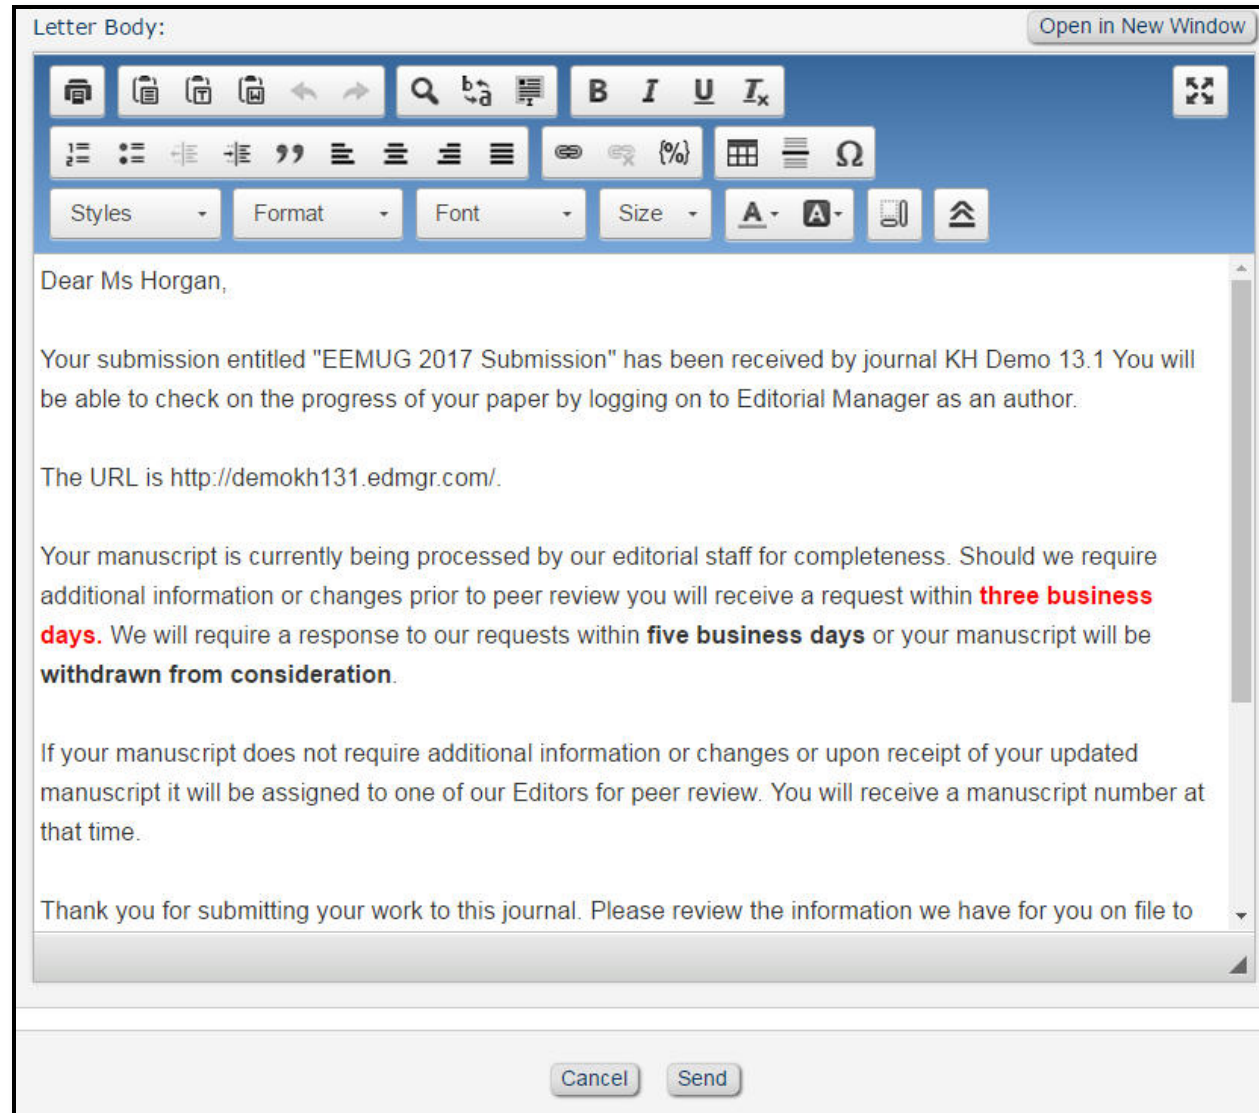 Letter Body:
Open in New Window
B I U Tx
Styles Format Font Size A A
Dear Ms Horgan,
Your submission entitled "EEMUG 2017 Submission" has been received by journal KH Demo 13.1 You will
be able to check on the progress of your paper by logging on to Editorial Manager as an author.
The URL is http://demokh131.edmgr.com/.
Your manuscript is currently being processed by our editorial staff for completeness. Should we require
additional information or changes prior to peer review you will receive a request within three business
days. We will require a response to our requests within five business days or your manuscript will be
withdrawn from consideration.
If your manuscript does not require additional information or changes or upon receipt of your updated
manuscript it will be assigned to one of our Editors for peer review. You will receive a manuscript number at
that time.
Thank you for submitting your work to this journal. Please review the information we have for you on file to
Cancel Send